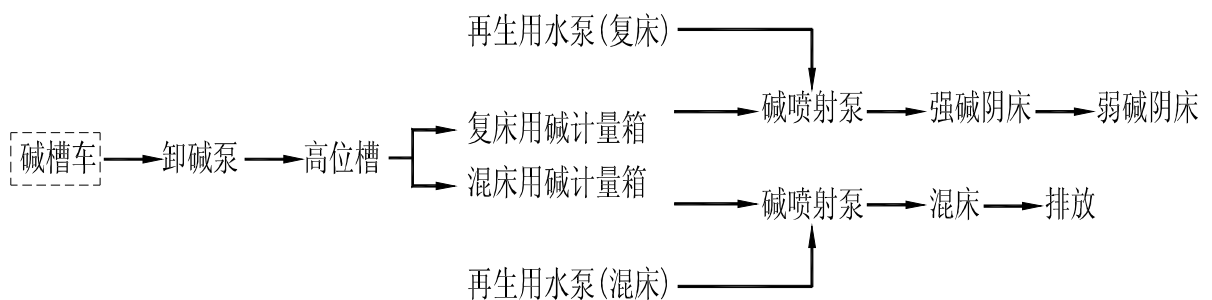 再生用水泵(复床)
碱喷射泵
强碱阴床
弱碱阴床
复床用碱计量箱
碱槽车
卸碱泵
高位槽
混床用碱计量箱
碱喷射泵
混床
排放
再生用水泵(混床)